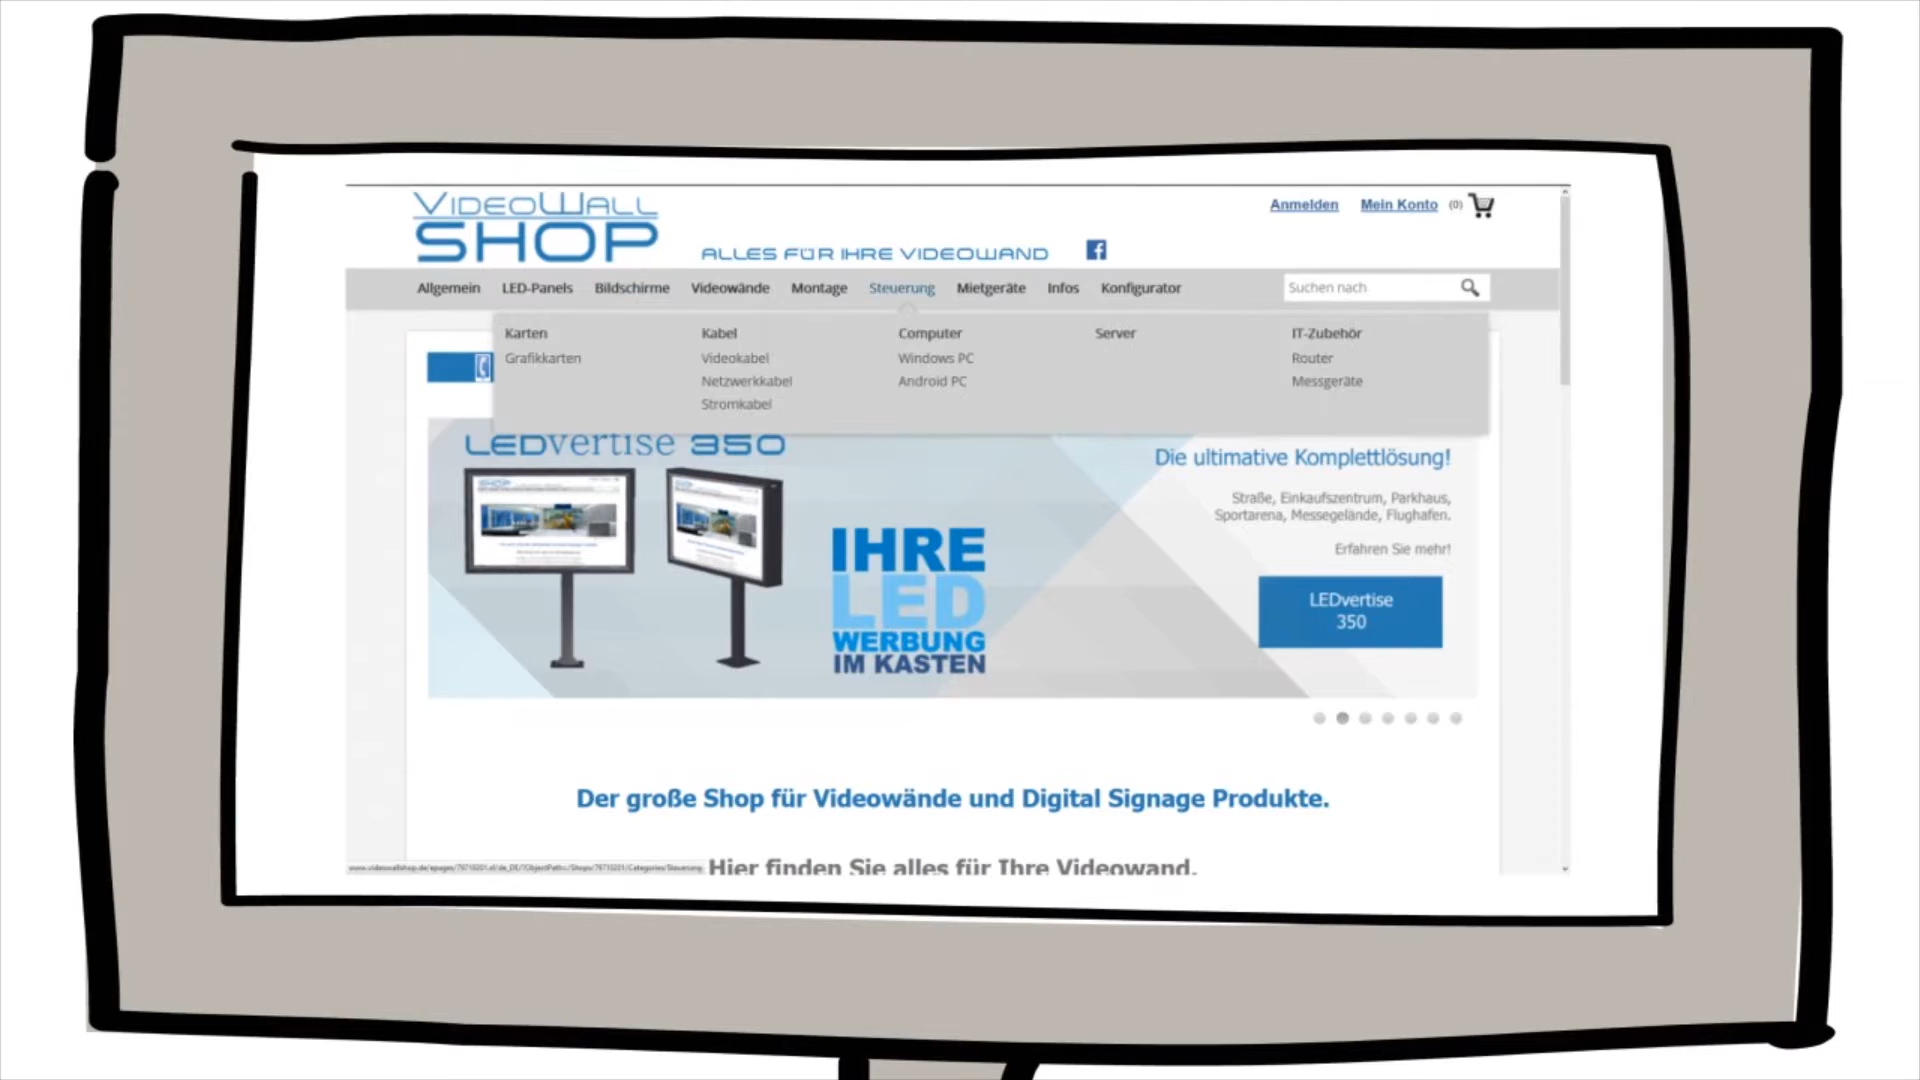 VIDEOWALL
SHOP
ALLES FÜR IHRE VIDEOWAND
Anmelden Mein Konto (0)
Allgemein LED-Panels Bildschirme Videowände Montage Steuerung Mietgeräte Infos Konfigurator
Suchen nach
Karten
Grafikkarten
Kabel
Videokabel
Netzwerkkabel
Stromkabel
Computer
Windows PC
Android PC
Server
IT-Zubehör
Router
Messgeräte
LEDvertise 350
IHRE
LED
WERBUNG
IM KASTEN
Die ultimative Komplettlösung!
Straße, Einkaufszentrum, Parkhaus,
Sportarena, Messegelände, Flughafen.
Erfahren Sie mehr!
LEDvertise
350
Der große Shop für Videowände und Digital Signage Produkte.
Hier finden Sie alles für Ihre Videowand.